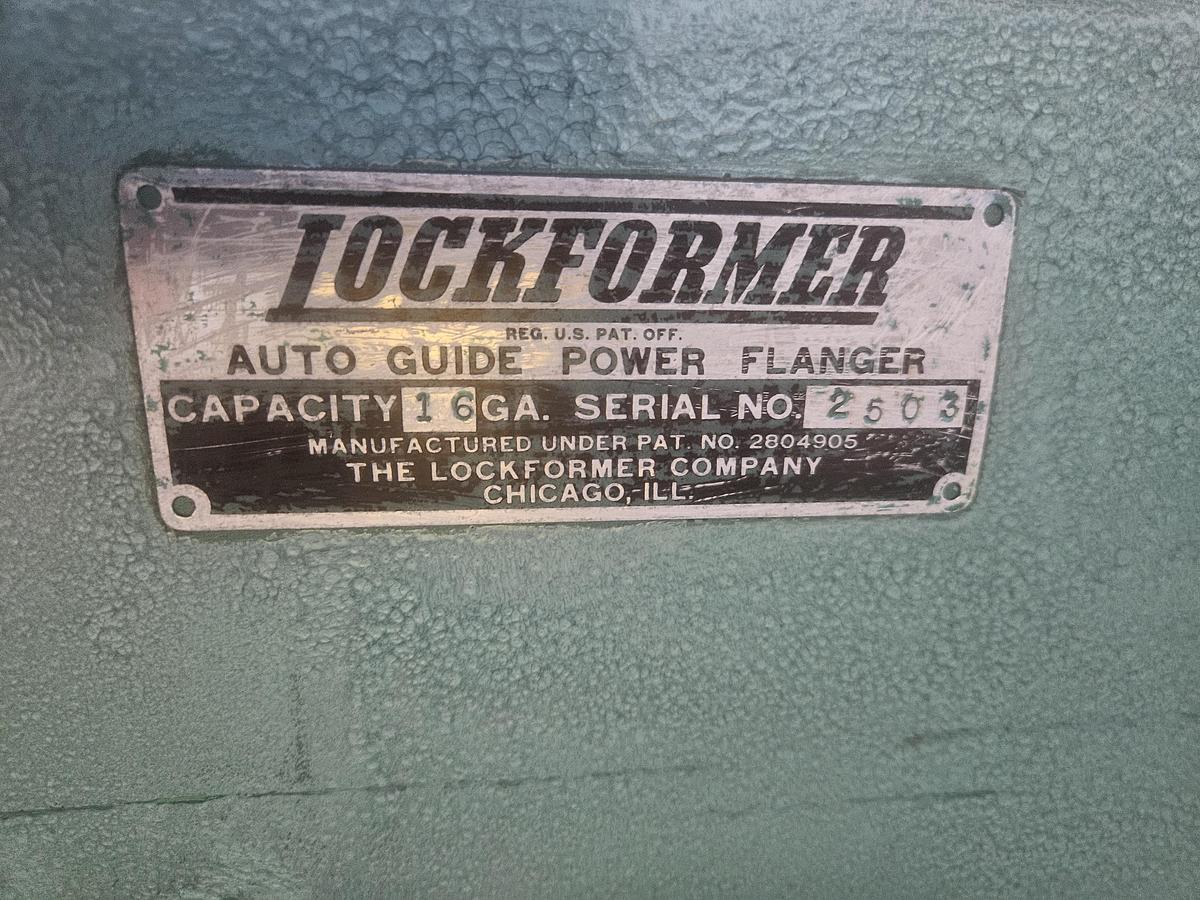 LOCKFORMER
REG. U.S. PAT. OFF.
AUTO GUIDE POWER FLANGER
CAPACITY 16 GA. SERIAL NO. 2503
MANUFACTURED UNDER PAT. NO. 2804905
THE LOCKFORMER COMPANY
CHICAGO, ILL.